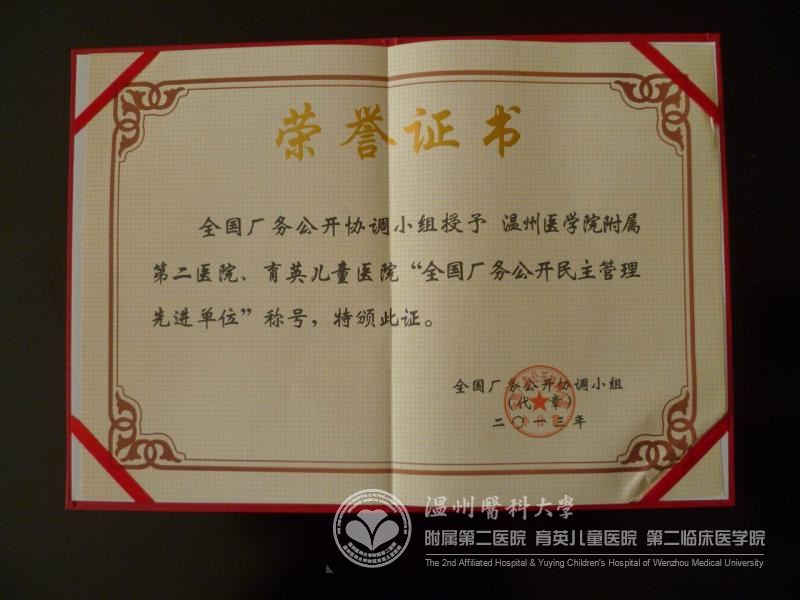 荣誉证书
全国厂务公开协调小组授予 温州医学院附属
第二医院、育英儿童医院“全国厂务公开民主管理
先进单位”称号，特颁此证。
全国厂务公开协调小组
（代章）
二〇一三年
办公室
温州醫科大學
附属第二医院 育英儿童医院 第二临床医学院
The 2nd Affiliated Hospital & Yuying Children's Hospital of Wenzhou Medical University